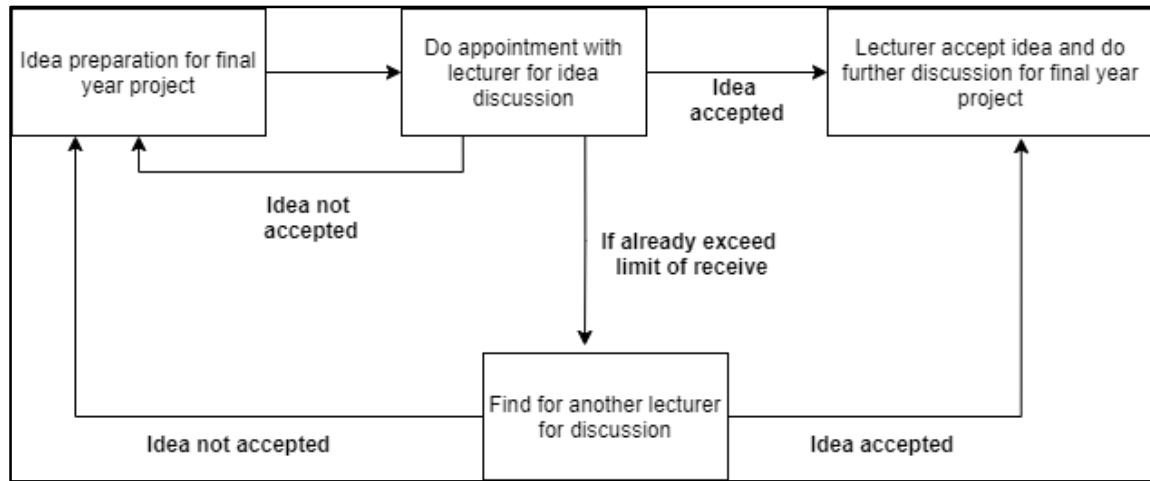 Idea preparation for final
year project
Do appointment with
lecturer for idea
discussion
Idea
accepted
Lecturer accept idea and do
further discussion for final year
project
Idea not
accepted
If already exceed
limit of receive
Find for another lecturer
for discussion
Idea not accepted
Idea accepted